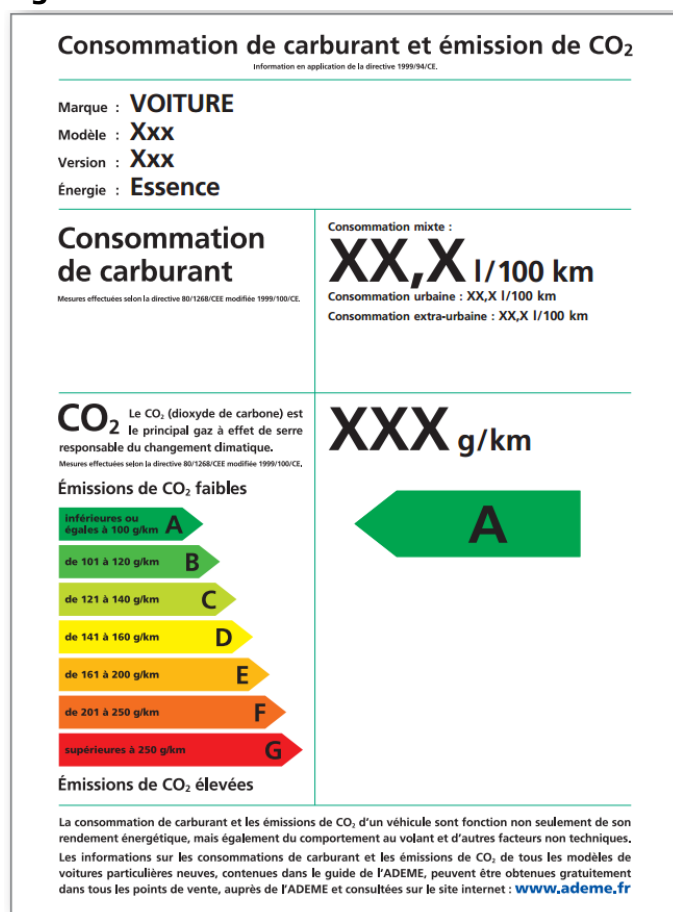 Consommation de carburant et émission de CO₂
Information en application de la directive 1999/94/CE.
Marque : VOITURE
Modèle : Xxx
Version : Xxx
Énergie : Essence
Consommation
de carburant
Mesures effectuées selon la directive 80/1268/CEE modifiée 1999/100/CE.
Consommation mixte :
XX,X l/100 km
Consommation urbaine : XX,X l/100 km
Consommation extra-urbaine : XX,X l/100 km
CO₂ Le CO₂ (dioxyde de carbone) est
le principal gaz à effet de serre
responsable du changement climatique.
Mesures effectuées selon la directive 80/1268/CEE modifiée 1999/100/CE.
Émissions de CO₂ faibles
inférieures ou
égales à 100 g/km A
de 101 à 120 g/km B
de 121 à 140 g/km C
de 141 à 160 g/km D
de 161 à 200 g/km E
de 201 à 250 g/km F
supérieures à 250 g/km G
Émissions de CO₂ élevées
XXX g/km
A
La consommation de carburant et les émissions de CO₂ d'un véhicule sont fonction non seulement de son
rendement énergétique, mais également du comportement au volant et d'autres facteurs non techniques.
Les informations sur les consommations de carburant et les émissions de CO₂ de tous les modèles de
voitures particulières neuves, contenues dans le guide de l'ADEME, peuvent être obtenues gratuitement
dans tous les points de vente, auprès de l'ADEME et consultées sur le site internet : www.ademe.fr